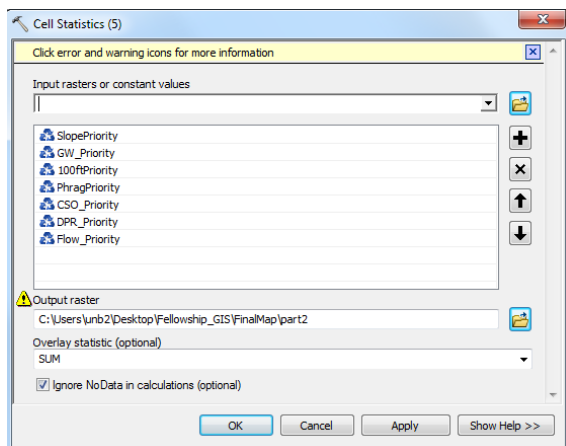 Cell Statistics (5)
Click error and warning icons for more information
Input rasters or constant values
SlopePriority
GW_Priority
100ftPriority
PhragPriority
CSO_Priority
DPR_Priority
Flow_Priority
Output raster
C:\Users\unb2\Desktop\Fellowship_GIS\FinalMap\part2
Overlay statistic (optional)
SUM
Ignore NoData in calculations (optional)
OK Cancel Apply Show Help >>